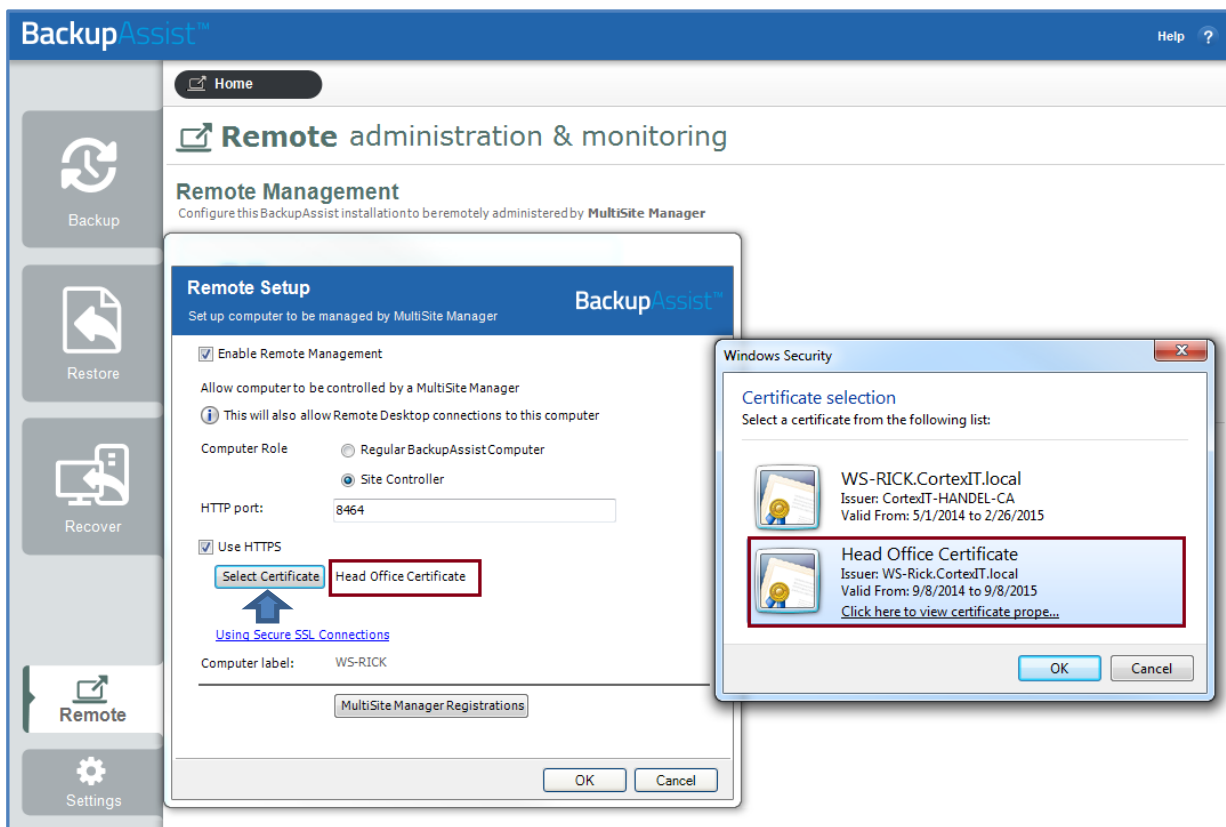 BackupAssist™
Help ?
Home
Remote administration & monitoring
Remote Management
Configure this BackupAssist installation to be remotely administered by MultiSite Manager
Backup
Restore
Recover
Remote
Settings
Remote Setup
Set up computer to be managed by MultiSite Manager
BackupAssist™
Enable Remote Management
Allow computer to be controlled by a MultiSite Manager
This will also allow Remote Desktop connections to this computer
Computer Role
Regular BackupAssist Computer
Site Controller
HTTP port:
8464
Use HTTPS
Select Certificate
Head Office Certificate
Using Secure SSL Connections
Computer label:
WS-RICK
MultiSite Manager Registrations
OK
Cancel
Windows Security
Certificate selection
Select a certificate from the following list:
WS-RICK.CortexIT.local
Issuer: CortexIT-HANDEL-CA
Valid From: 5/1/2014 to 2/26/2015
Head Office Certificate
Issuer: WS-Rick.CortexIT.local
Valid From: 9/8/2014 to 9/8/2015
Click here to view certificate prope...
OK
Cancel